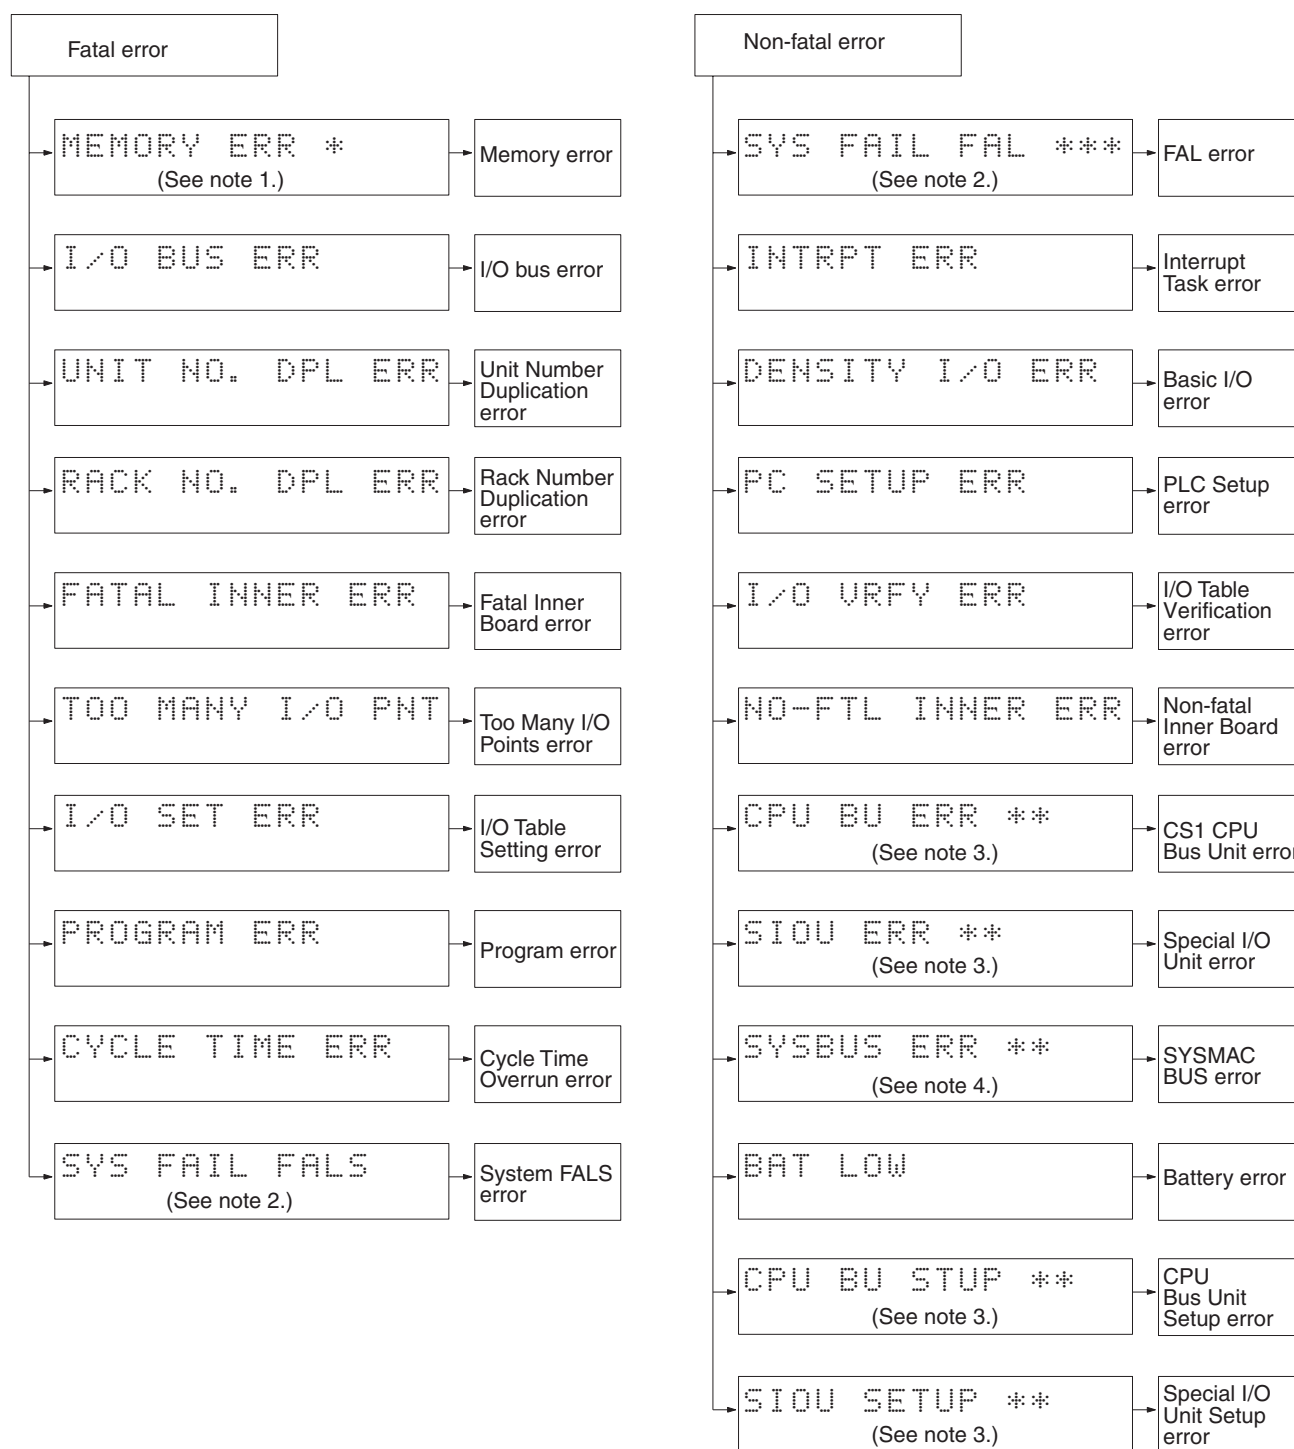 Fatal error
MEMORY ERR *
(See note 1.)
Memory error
I/O BUS ERR
I/O bus error
UNIT NO. DPL ERR
Unit Number
Duplication
error
RACK NO. DPL ERR
Rack Number
Duplication
error
FATAL INNER ERR
Fatal Inner
Board error
TOO MANY I/O PNT
Too Many I/O
Points error
I/O SET ERR
I/O Table
Setting error
PROGRAM ERR
Program error
CYCLE TIME ERR
Cycle Time
Overrun error
SYS FAIL FALS
(See note 2.)
System FALS
error
Non-fatal error
SYS FAIL FAL ***
(See note 2.)
FAL error
INTRPT ERR
Interrupt
Task error
DENSITY I/O ERR
Basic I/O
error
PC SETUP ERR
PLC Setup
error
I/O VRFY ERR
I/O Table
Verification
error
NO-FTL INNER ERR
Non-fatal
Inner Board
error
CPU BU ERR **
(See note 3.)
CS1 CPU
Bus Unit error
SIOU ERR **
(See note 3.)
Special I/O
Unit error
SYSBUS ERR **
(See note 4.)
SYSMAC
BUS error
BAT LOW
Battery error
CPU BU STUP **
(See note 3.)
CPU
Bus Unit
Setup error
SIOU SETUP **
(See note 3.)
Special I/O
Unit Setup
error